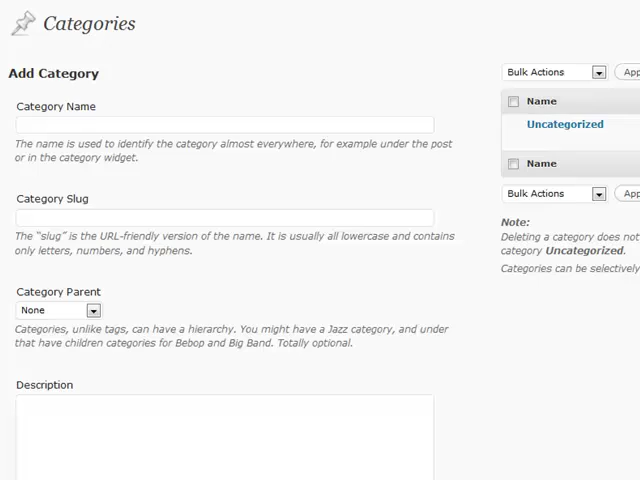 Categories
Add Category
Category Name
The name is used to identify the category almost everywhere, for example under the post
or in the category widget.
Category Slug
The “slug” is the URL-friendly version of the name. It is usually all lowercase and contains
only letters, numbers, and hyphens.
Category Parent
None
Categories, unlike tags, can have a hierarchy. You might have a Jazz category, and under
that have children categories for Bebop and Big Band. Totally optional.
Description
Bulk Actions App
Name
Uncategorized
Name
Bulk Actions App
Note:
Deleting a category does not
category Uncategorized.
Categories can be selectively